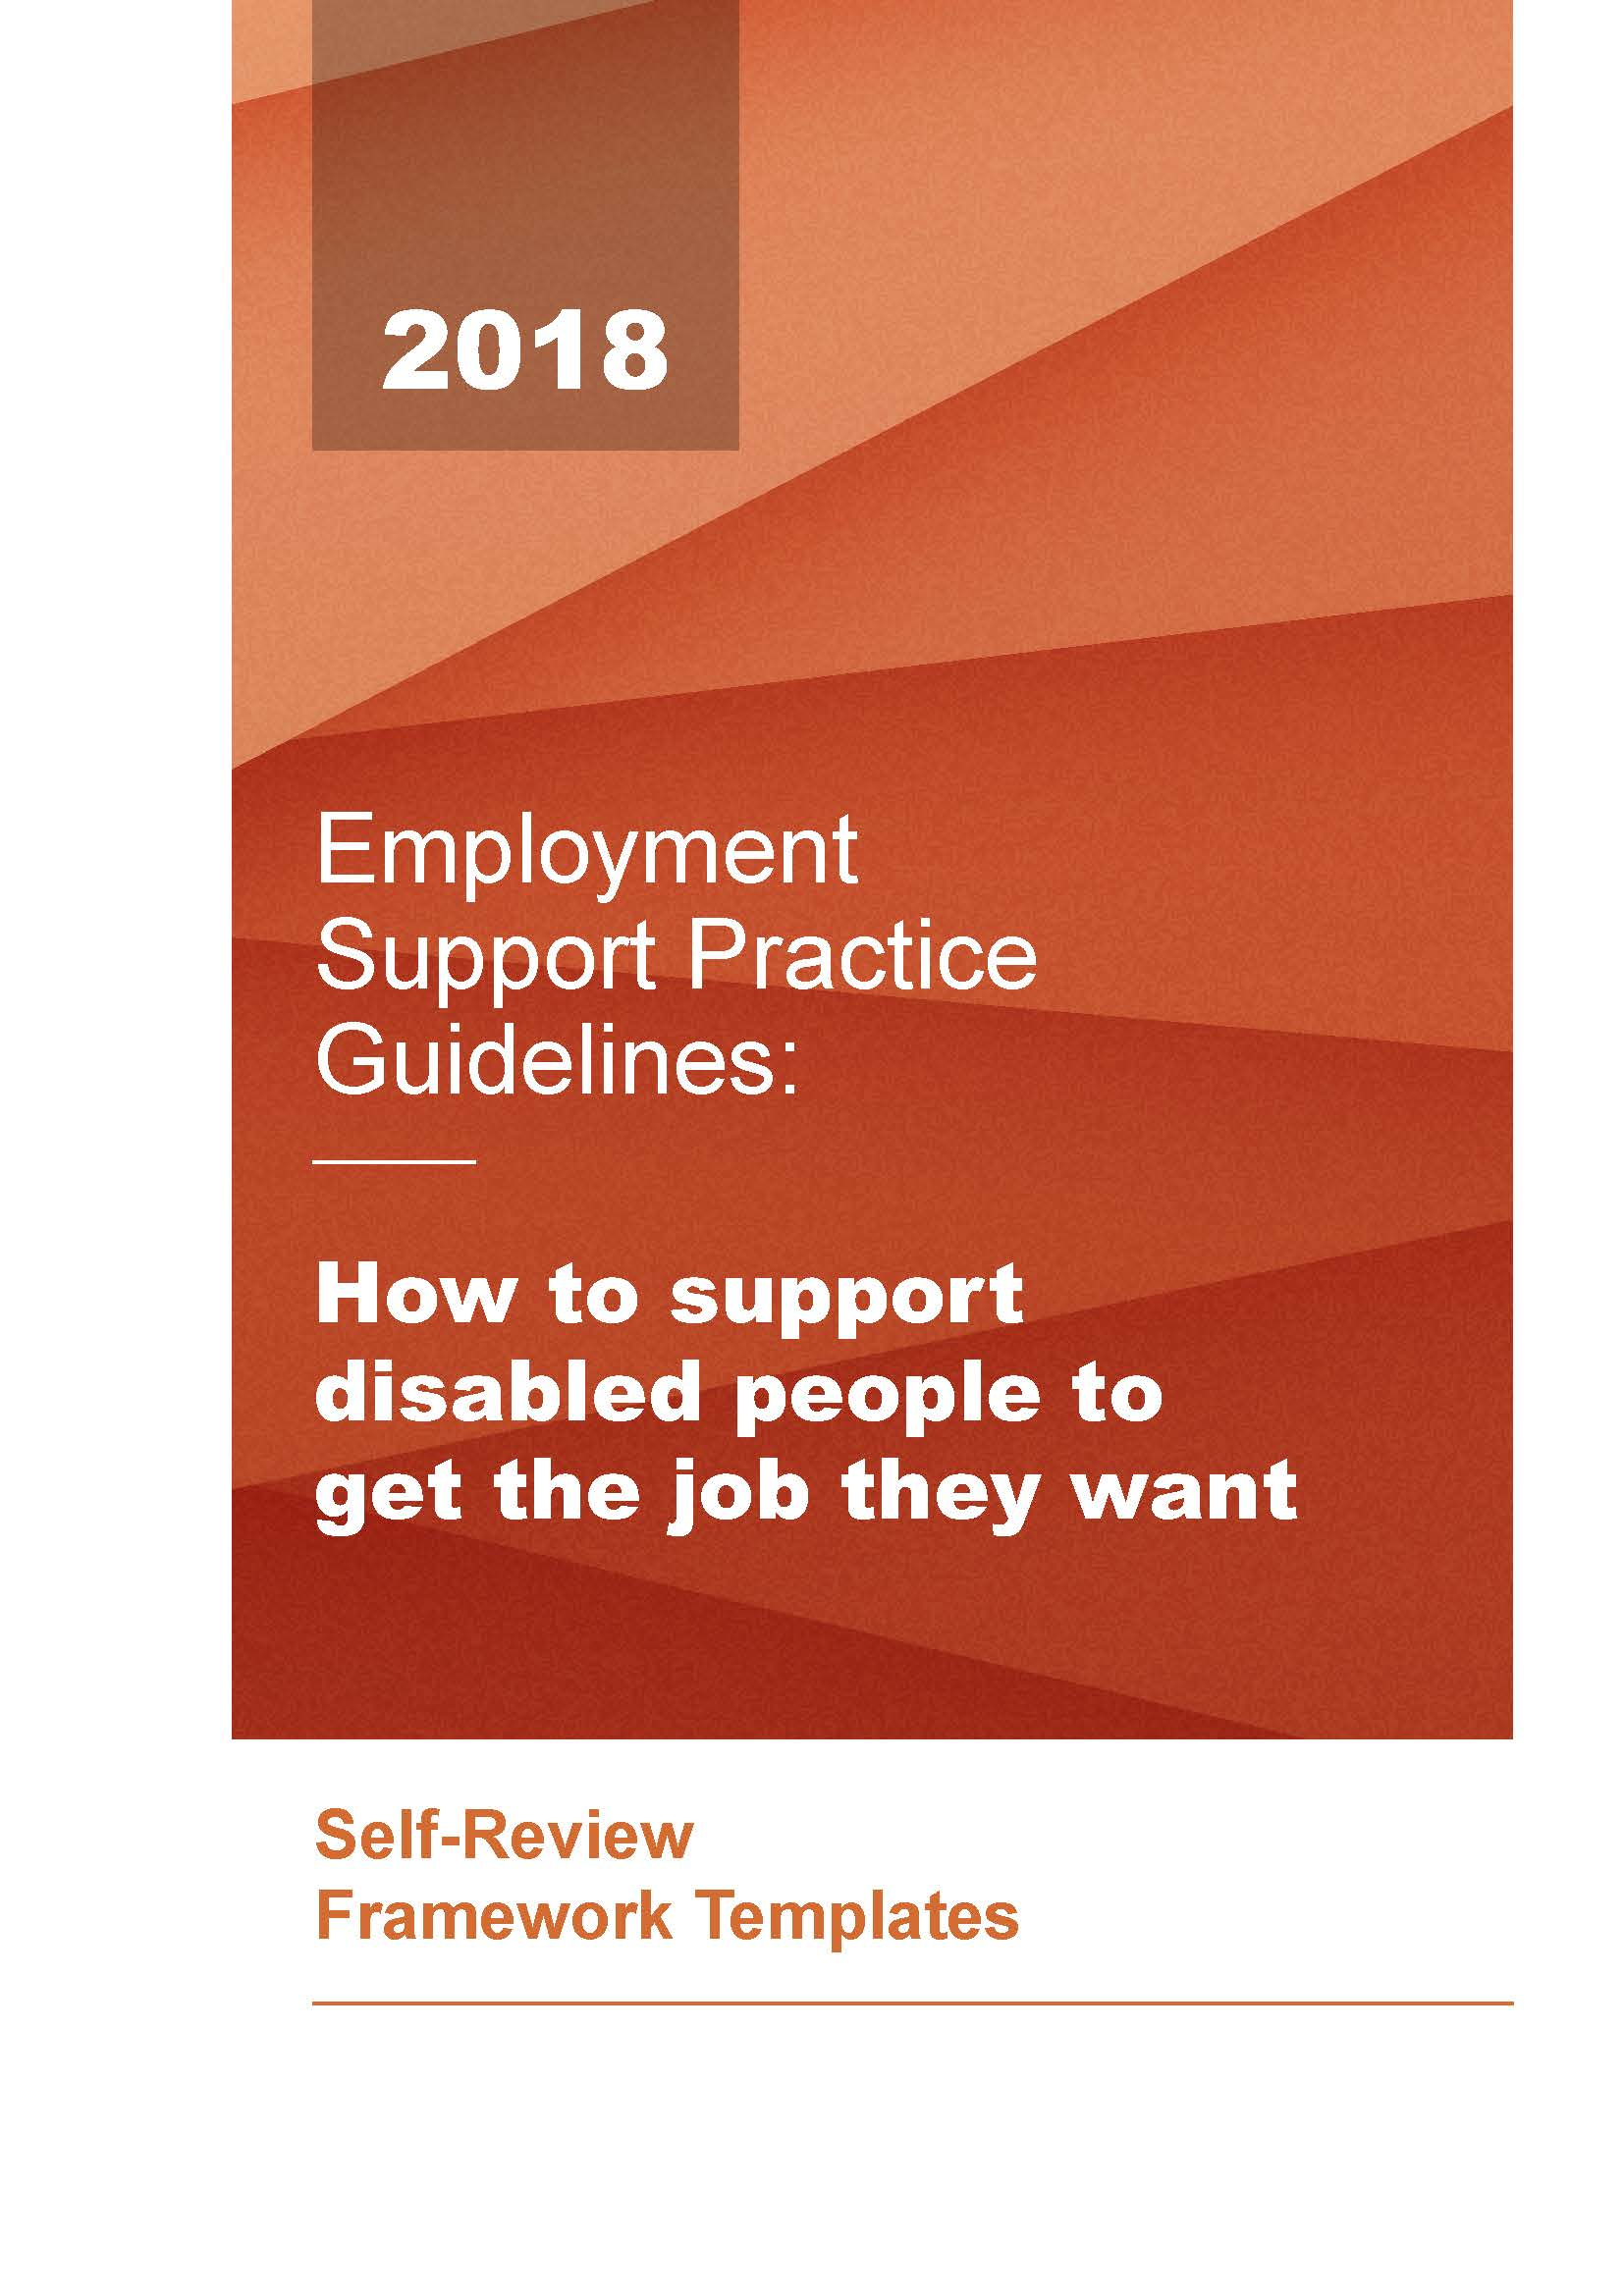 2018
Employment
Support Practice
Guidelines:
How to support
disabled people to
get the job they want
Self-Review
Framework Templates